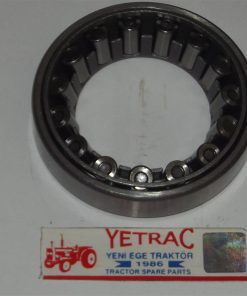 YETRAC
YENI EGE TRAKTOR
1986
TRACTOR SPARE PARTS